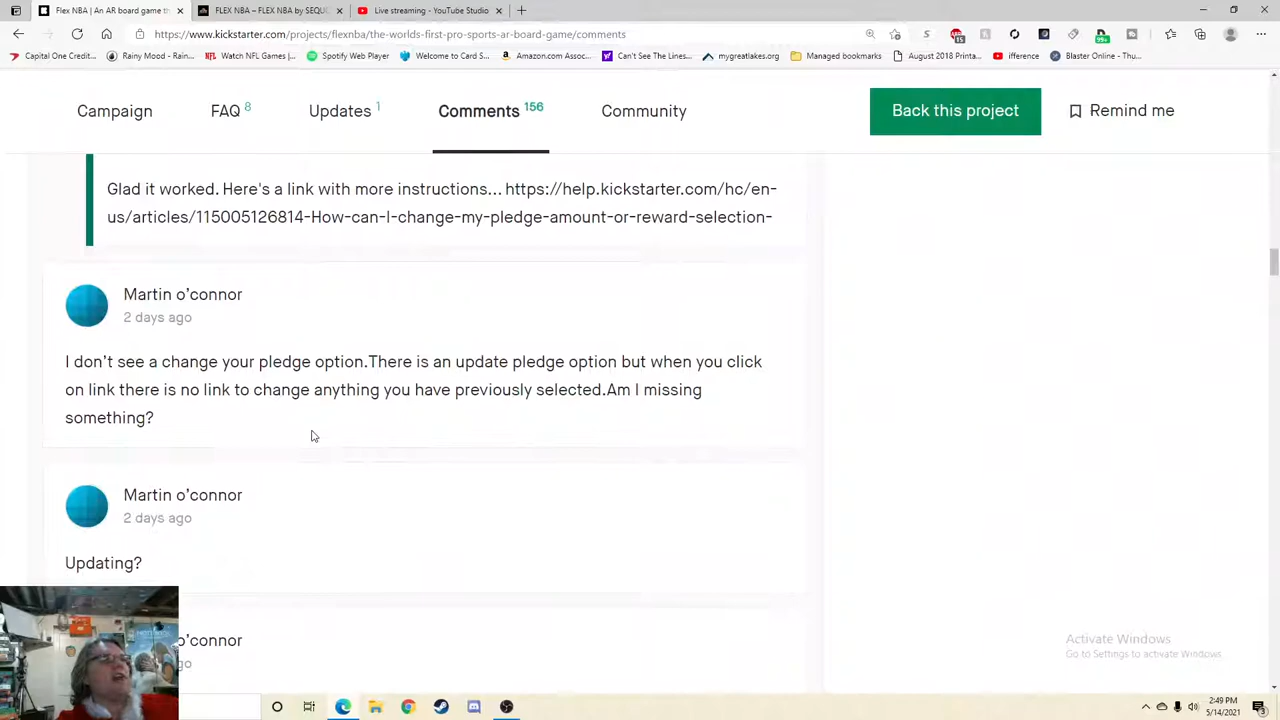 Flex NBA | An AR board game th
FLEX NBA – FLEX NBA by SEQUO
Live streaming - YouTube Studio
https://www.kickstarter.com/projects/flexnba/the-worlds-first-pro-sports-ar-board-game/comments
Capital One Credit...
Rainy Mood • Rain...
Watch NFL Games |...
Spotify Web Player
Welcome to Card S...
Amazon.com Assoc...
Can't See The Lines...
mygreatlakes.org
Managed bookmarks
August 2018 Printa...
ifference
Blaster Online - Thu...
Campaign
FAQ 8
Updates 1
Comments 156
Community
Back this project
Remind me
Glad it worked. Here's a link with more instructions... https://help.kickstarter.com/hc/en-
us/articles/115005126814-How-can-I-change-my-pledge-amount-or-reward-selection-
Martin o'connor
2 days ago
I don't see a change your pledge option.There is an update pledge option but when you click
on link there is no link to change anything you have previously selected.Am I missing
something?
Martin o'connor
2 days ago
Updating?
o'connor
go
Activate Windows
Go to Settings to activate Windows.
2:49 PM
5/14/2021